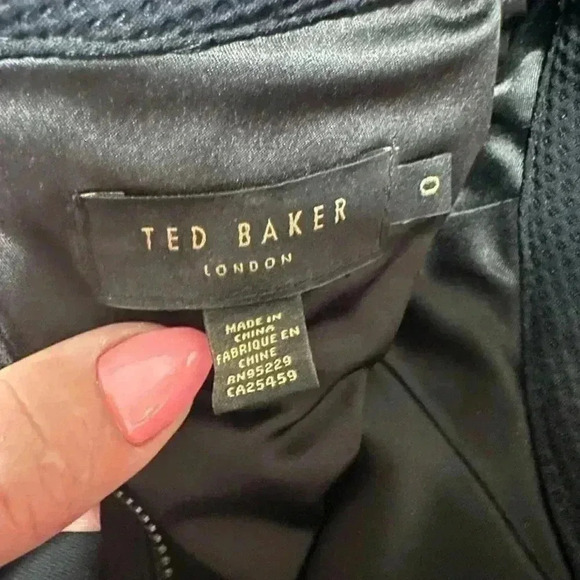 TED BAKER
LONDON
0
MADE IN
CHINA
FABRIQUE EN
CHINE
RN95229
CA25459